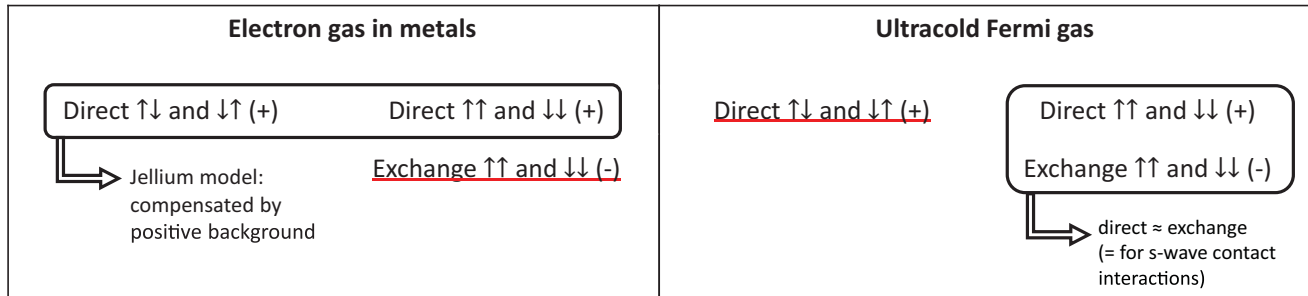 Electron gas in metals
Direct ↑↓ and ↓↑ (+)
Direct ↑↑ and ↓↓ (+)
Exchange ↑↑ and ↓↓ (-)
Jellium model:
compensated by
positive background
Ultracold Fermi gas
Direct ↑↓ and ↓↑ (+)
Direct ↑↑ and ↓↓ (+)
Exchange ↑↑ and ↓↓ (-)
direct ≈ exchange
(= for s-wave contact
interactions)